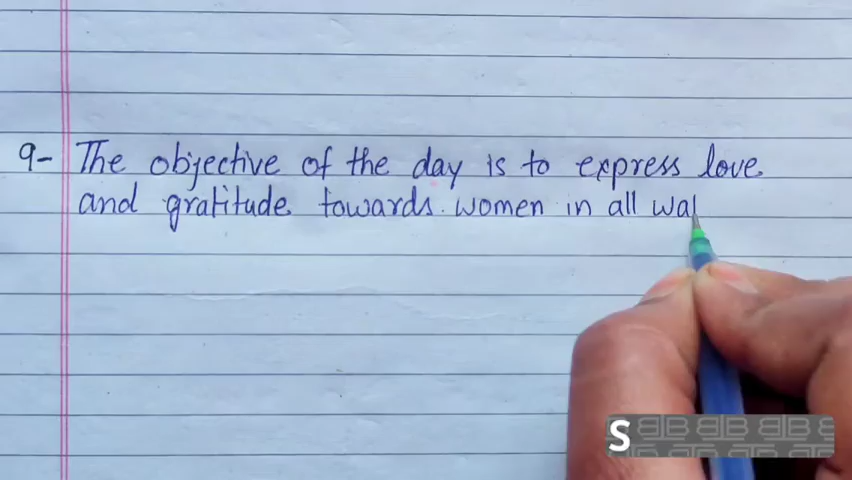 9- The objective of the day is to express love
and gratitude towards women in all wal
S